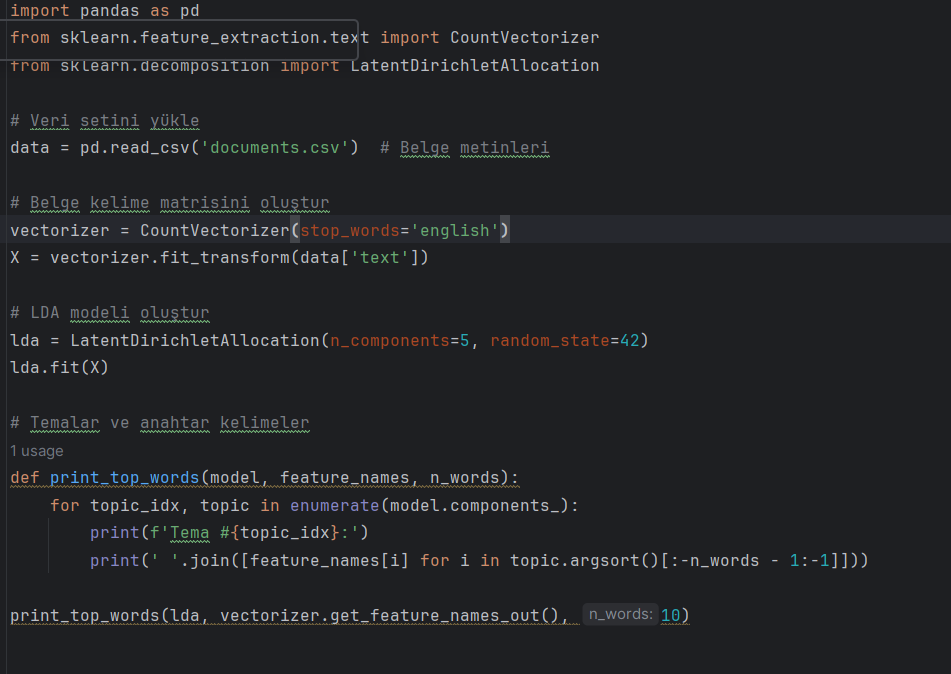 import pandas as pd
from sklearn.feature_extraction.text import CountVectorizer
from sklearn.decomposition import LatentDirichletAllocation
# Veri setini yükle
data = pd.read_csv('documents.csv')  # Belge metinleri
# Belge kelime matrisini oluştur
vectorizer = CountVectorizer(stop_words='english')
X = vectorizer.fit_transform(data['text'])
# LDA modeli oluştur
lda = LatentDirichletAllocation(n_components=5, random_state=42)
lda.fit(X)
# Temalar ve anahtar kelimeler
1 usage
def print_top_words(model, feature_names, n_words):
    for topic_idx, topic in enumerate(model.components_):
        print(f'Tema #{topic_idx}:')
        print(' '.join([feature_names[i] for i in topic.argsort()[:-n_words - 1:-1]]))
print_top_words(lda, vectorizer.get_feature_names_out(), n_words: 10)